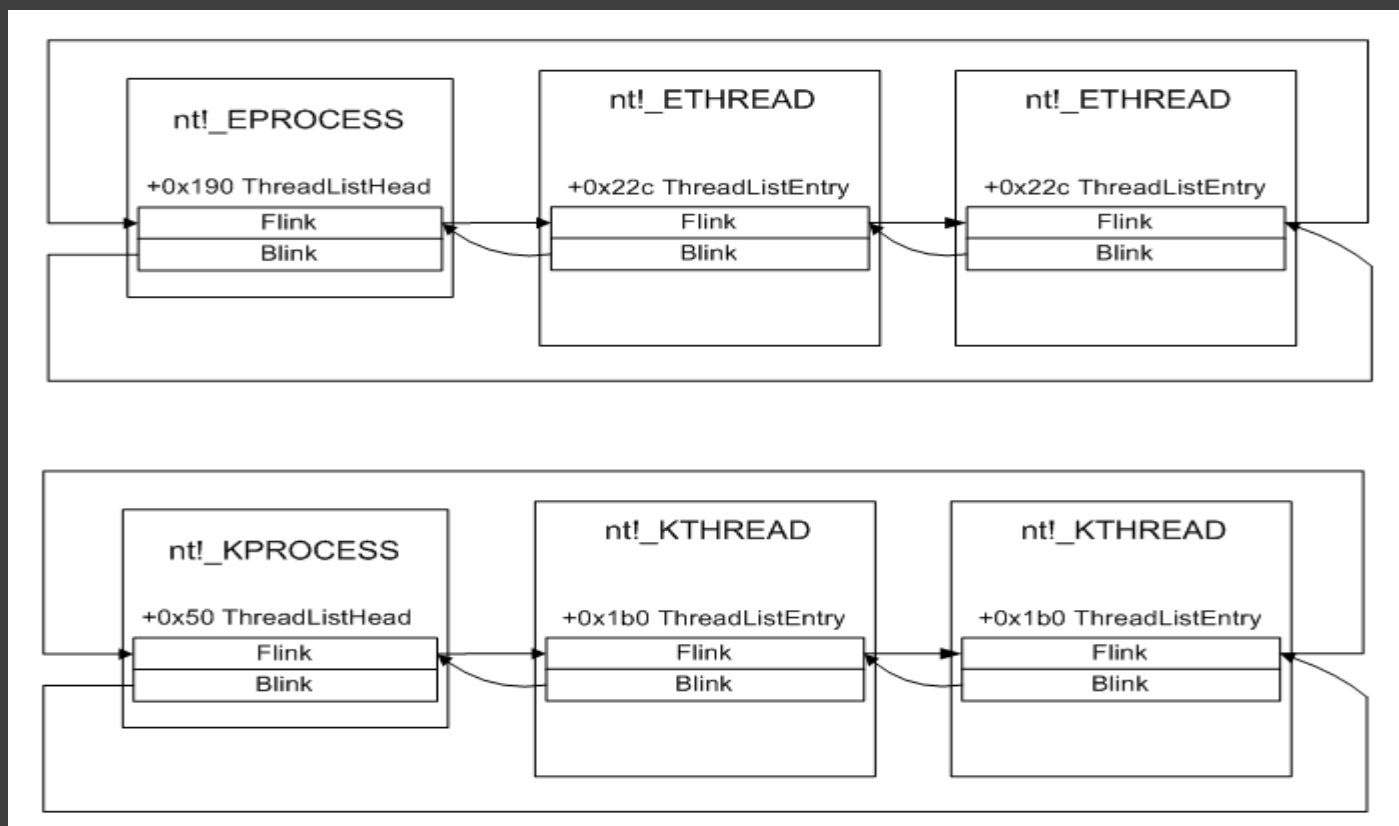 nt!_EPROCESS
+0x190 ThreadListHead
Flink
Blink
nt!_ETHREAD
+0x22c ThreadListEntry
Flink
Blink
nt!_ETHREAD
+0x22c ThreadListEntry
Flink
Blink
nt!_KPROCESS
+0x50 ThreadListHead
Flink
Blink
nt!_KTHREAD
+0x1b0 ThreadListEntry
Flink
Blink
nt!_KTHREAD
+0x1b0 ThreadListEntry
Flink
Blink